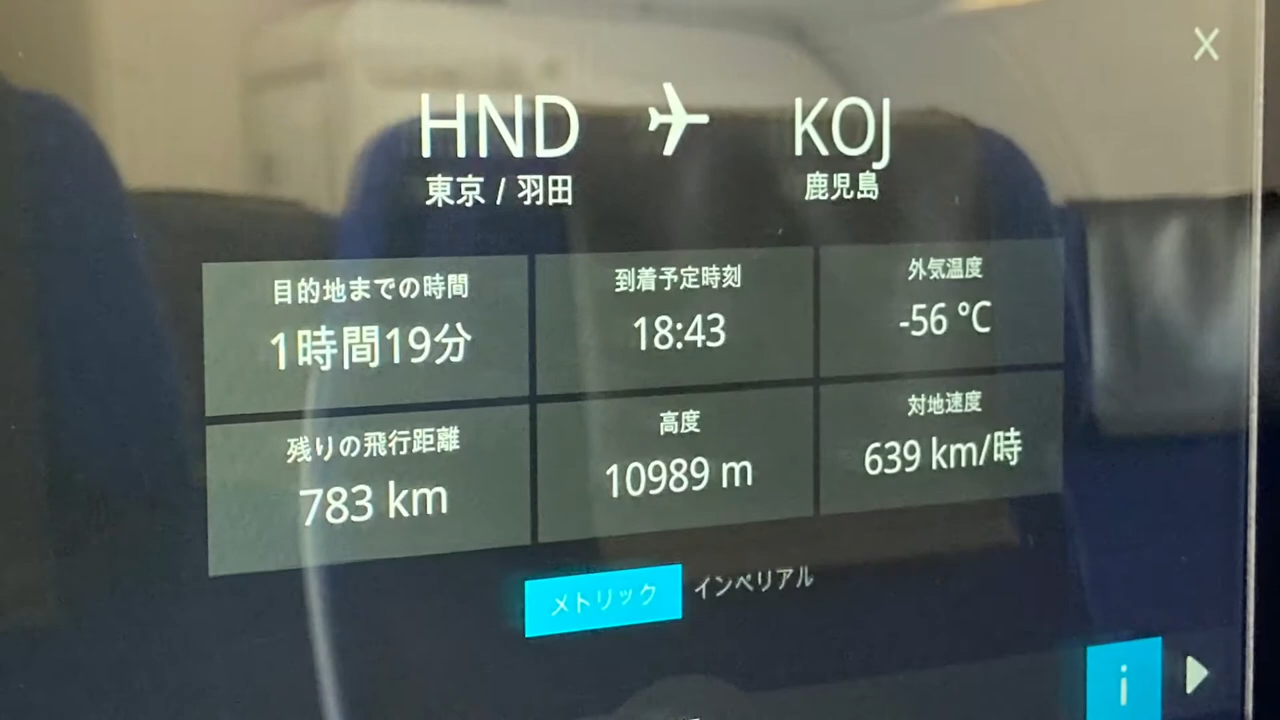 X
HND ✈ KOJ
東京 / 羽田
鹿児島
目的地までの時間
1時間19分
到着予定時刻
18:43
外気温度
-56 °C
残りの飛行距離
783 km
高度
10989 m
対地速度
639 km/時
メトリック インペリアル
i